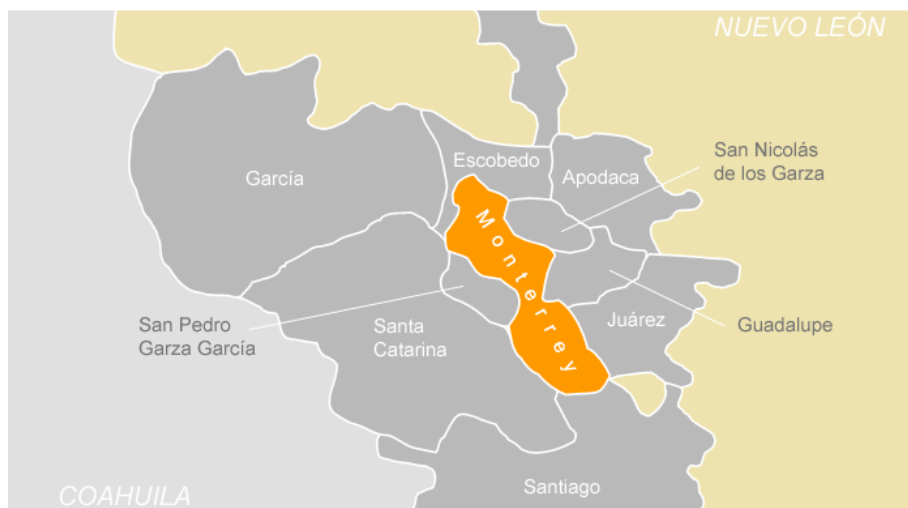 NUEVO LEÓN
San Nicolás
de los Garza
Escobedo
Apodaca
García
Monterrey
San Pedro
Garza García
Santa
Catarina
Juárez
Guadalupe
Santiago
COAHUILA